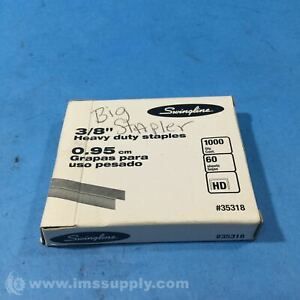 Big
Stapler
Swingline
3/8"
Heavy duty staples
0.95 cm
Grapas para
uso pesado
1000
60
HD
#35318
Swingline
#35318
© www.imssupply.com